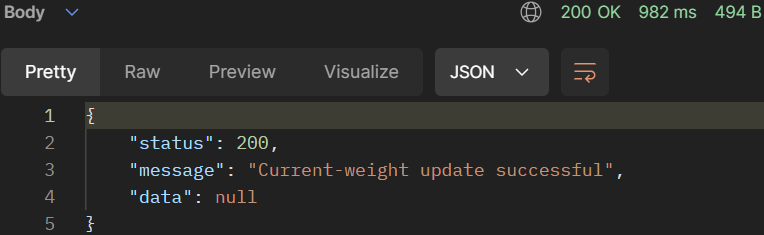 Body 200 OK 982 ms 494 B
Pretty Raw Preview Visualize JSON
1 {
2 "status": 200,
3 "message": "Current-weight update successful",
4 "data": null
5 }